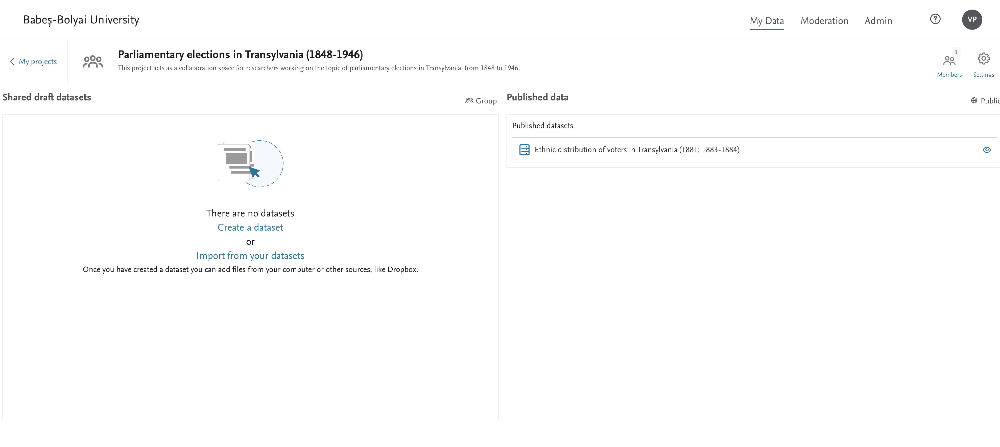 Babeș-Bolyai University
My Data Moderation Admin
VP
My projects
Parliamentary elections in Transylvania (1848-1946)
This project acts as a collaboration space for researchers working on the topic of parliamentary elections in Transylvania, from 1848 to 1946.
1
Members
Settings
Shared draft datasets
Group
There are no datasets
Create a dataset
or
Import from your datasets
Once you have created a dataset you can add files from your computer or other sources, like Dropbox.
Published data
Public
Published datasets
Ethnic distribution of voters in Transylvania (1881; 1883-1884)